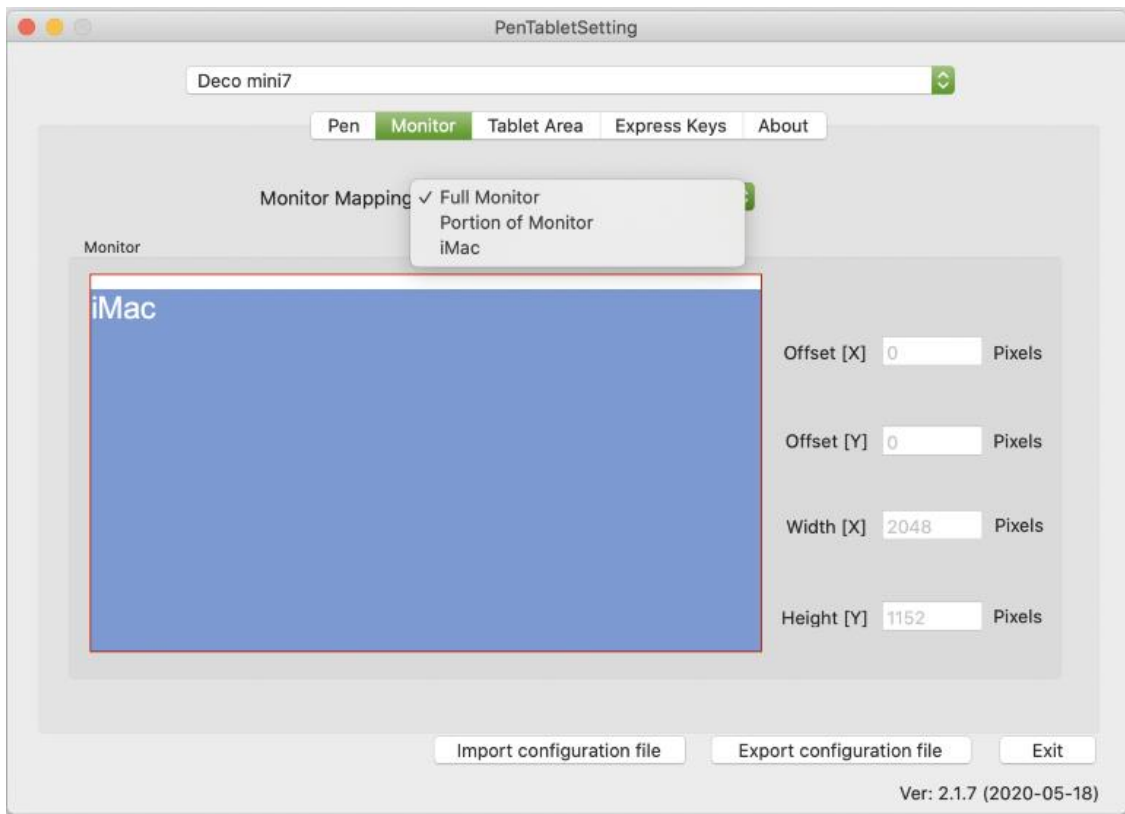 PenTabletSetting
Deco mini7
Pen Monitor Tablet Area Express Keys About
Monitor Mapping ✓ Full Monitor
Portion of Monitor
iMac
Monitor
iMac
Offset [X] 0 Pixels
Offset [Y] 0 Pixels
Width [X] 2048 Pixels
Height [Y] 1152 Pixels
Import configuration file Export configuration file Exit
Ver: 2.1.7 (2020-05-18)